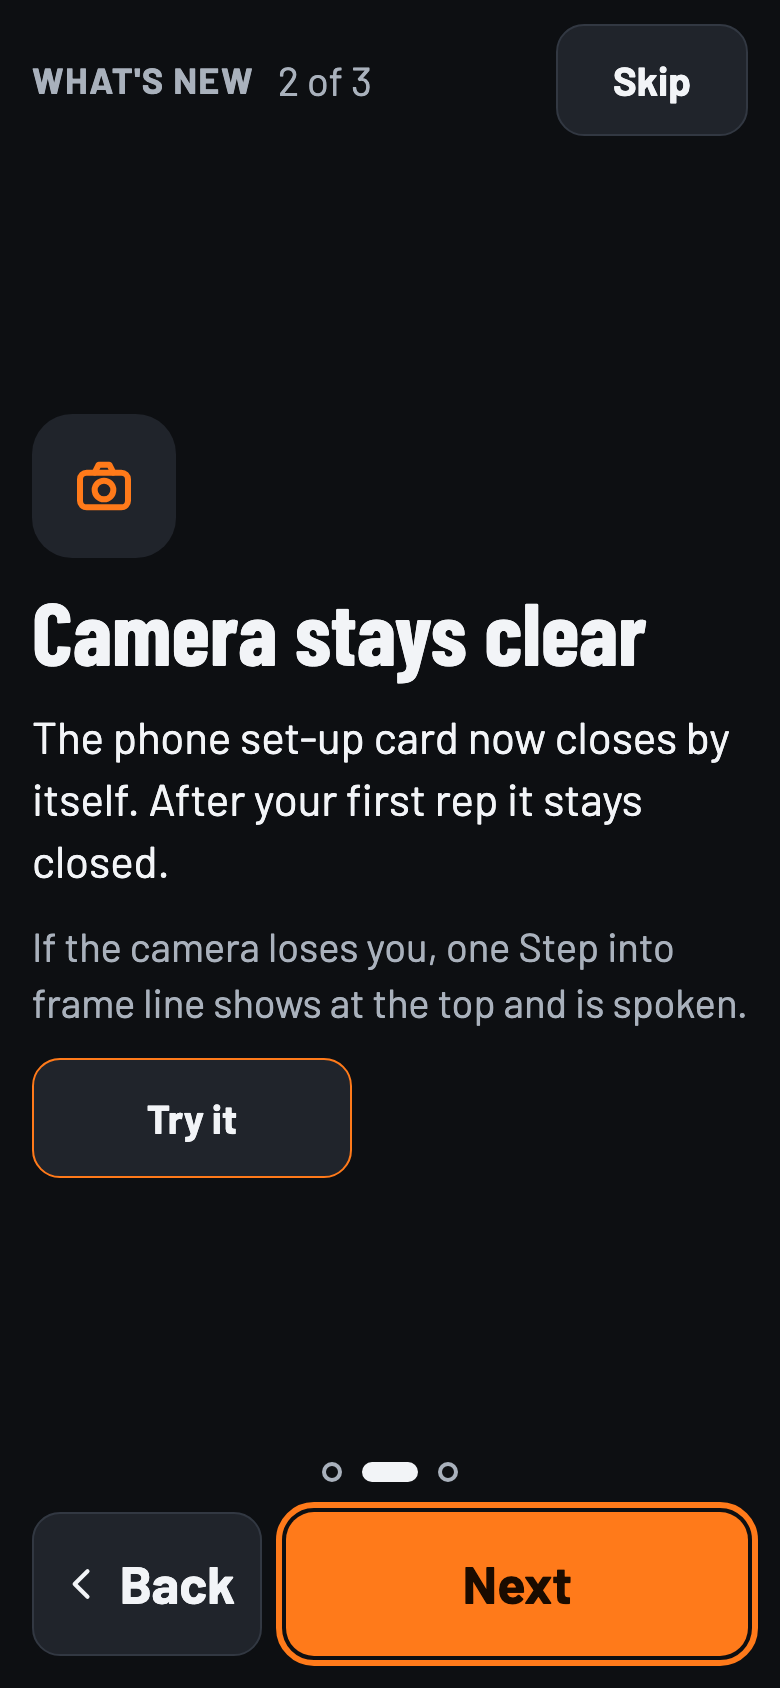 WHAT'S NEW 2 of 3
Skip
Camera stays clear
The phone set-up card now closes by
itself. After your first rep it stays
closed.
If the camera loses you, one Step into
frame line shows at the top and is spoken.
Try it
Back
Next